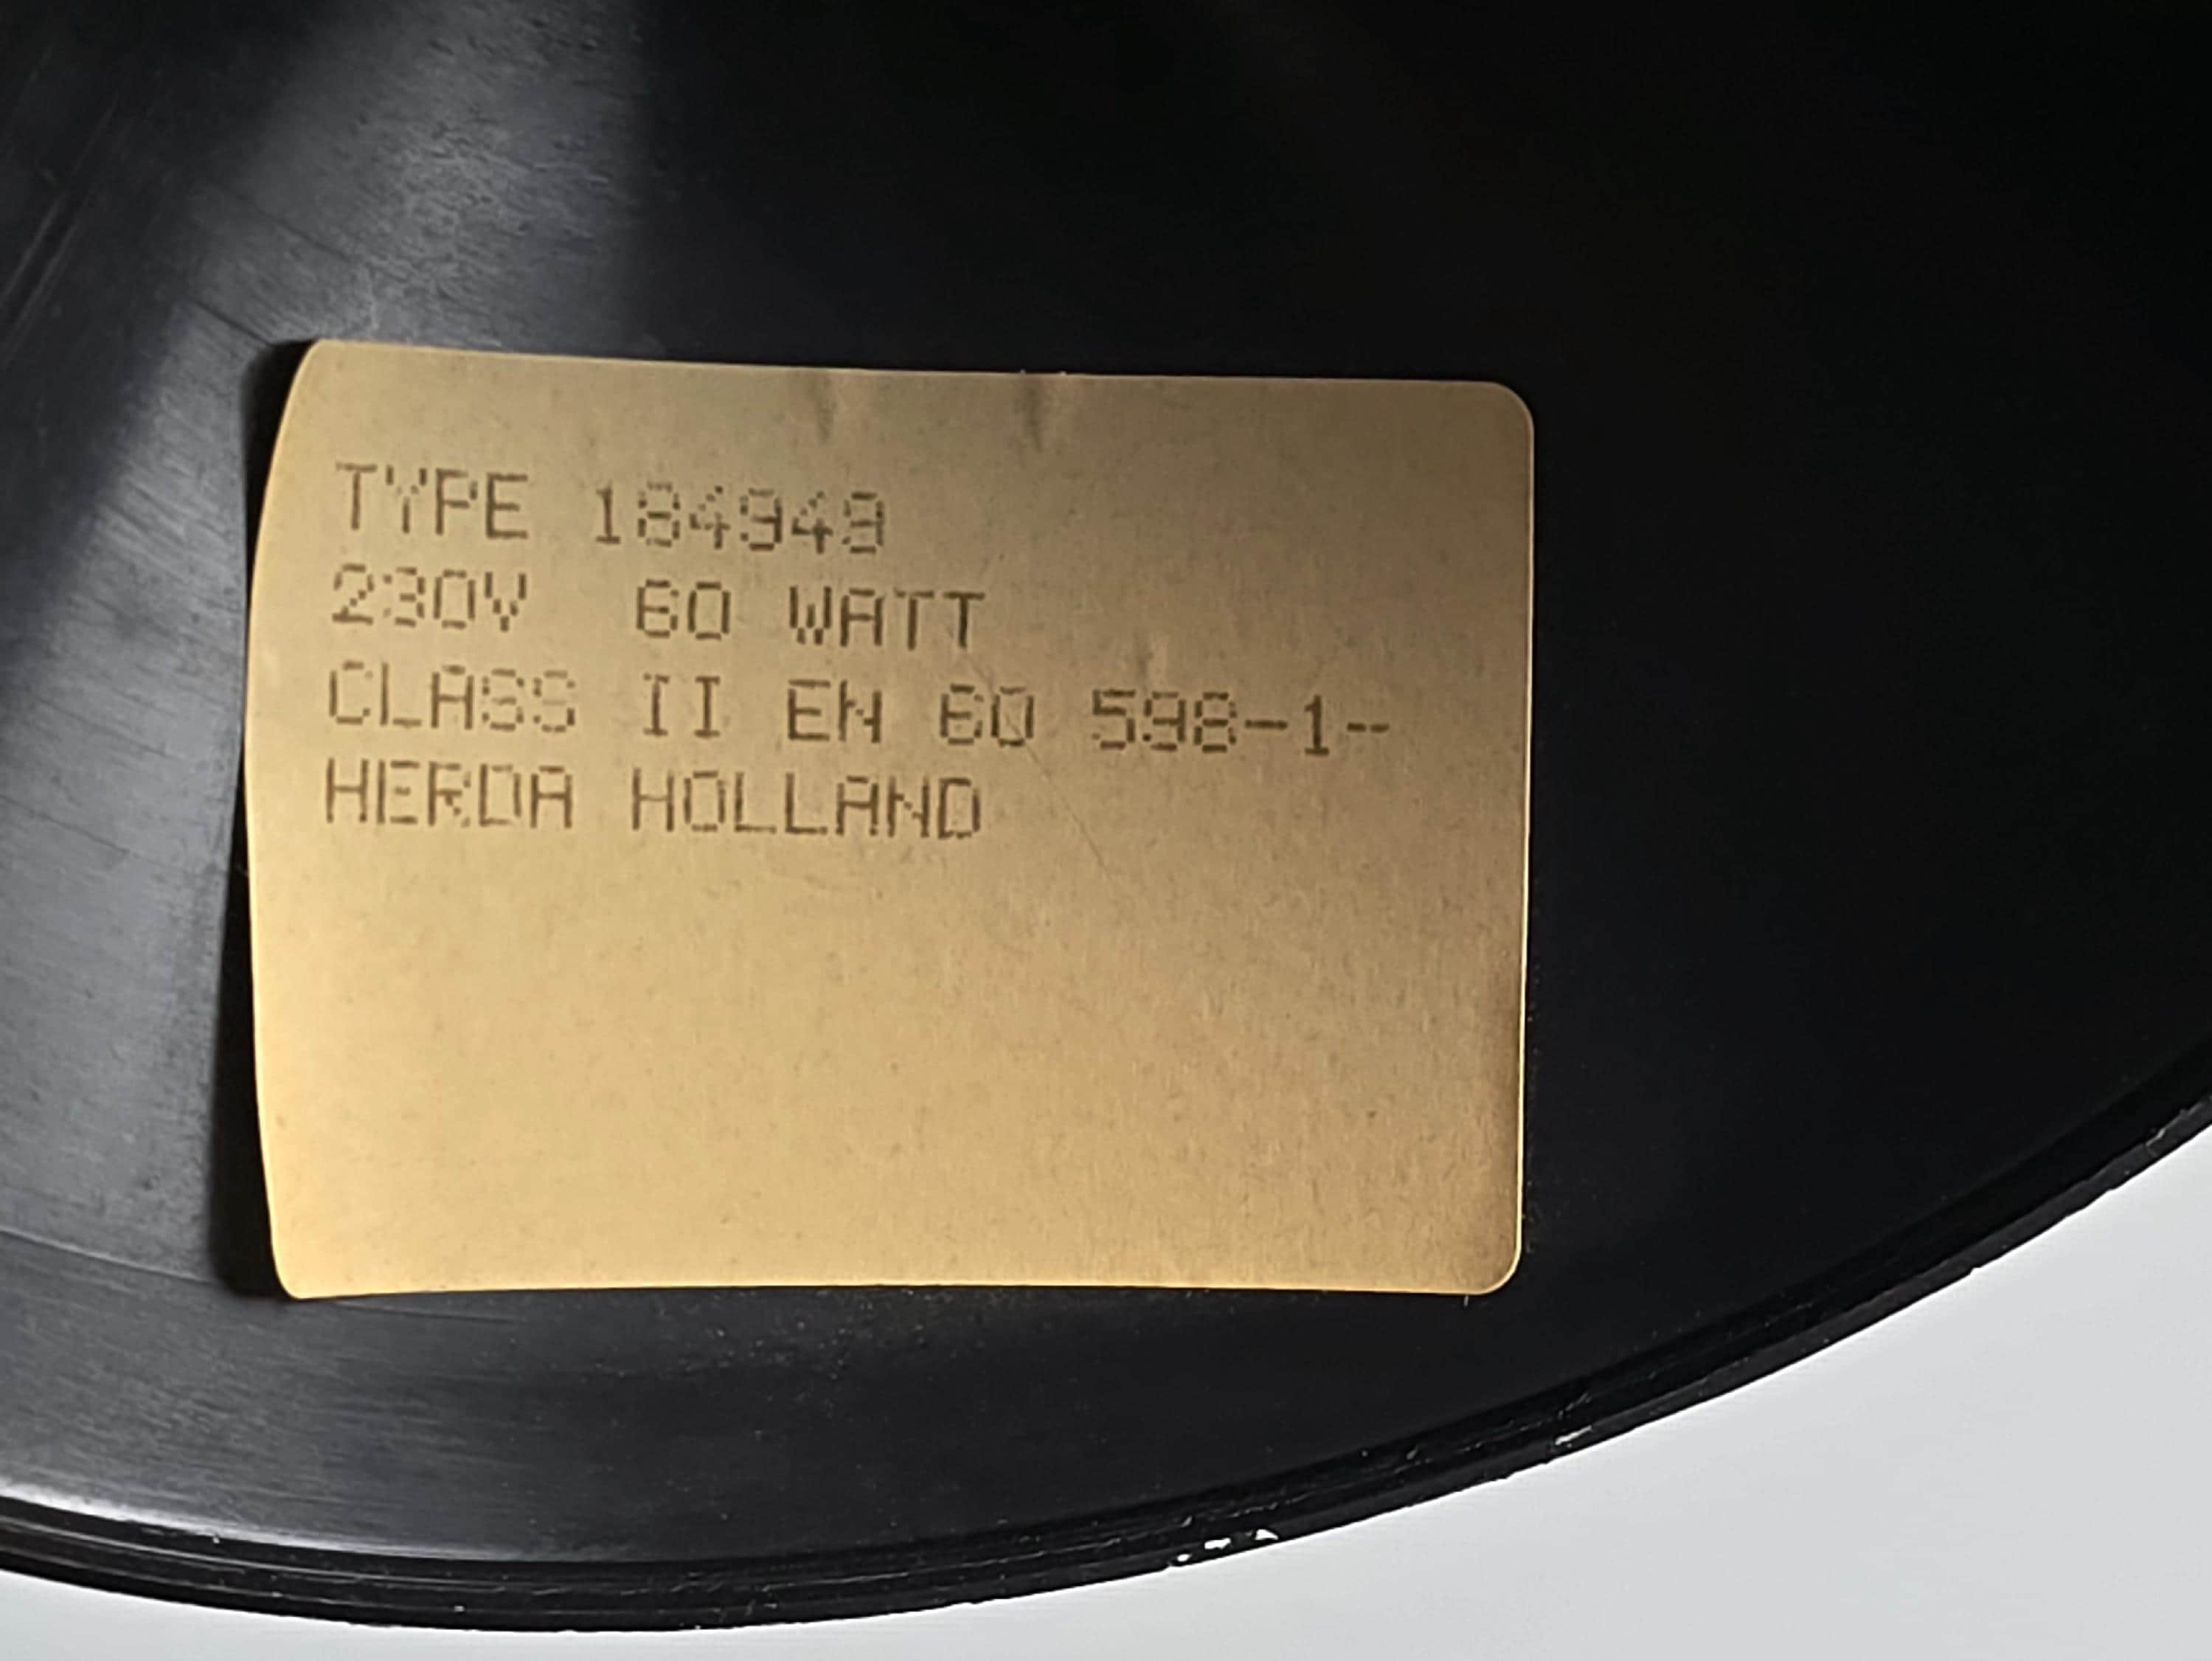 TYPE 184949
230V 60 WATT
CLASS II EN 60 598-1--
HERDA HOLLAND